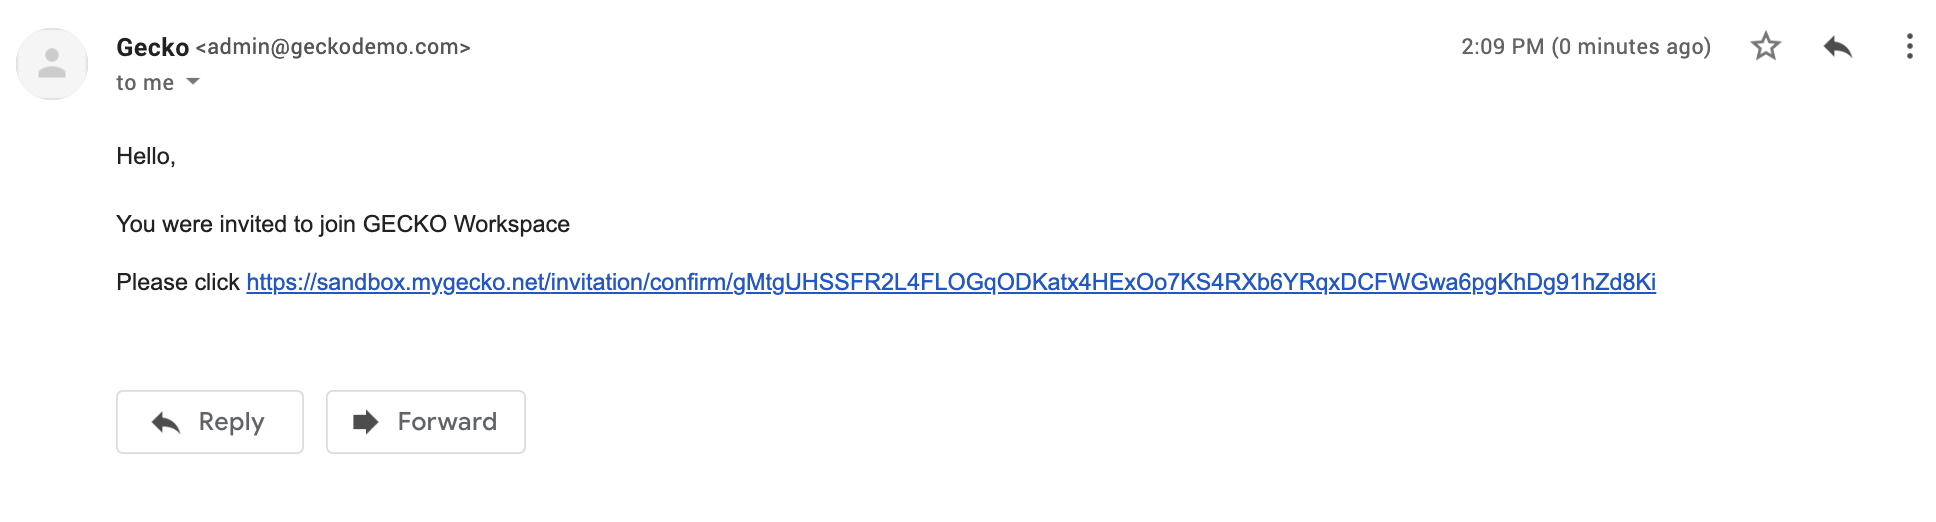 Gecko <admin@geckodemo.com>
2:09 PM (0 minutes ago)
to me
Hello,
You were invited to join GECKO Workspace
Please click https://sandbox.mygecko.net/invitation/confirm/gMtgUHSSFR2L4FLOGqODKatx4HExOo7KS4RXb6YRqxDCFWGwa6pgKhDg91hZd8Ki
Reply
Forward